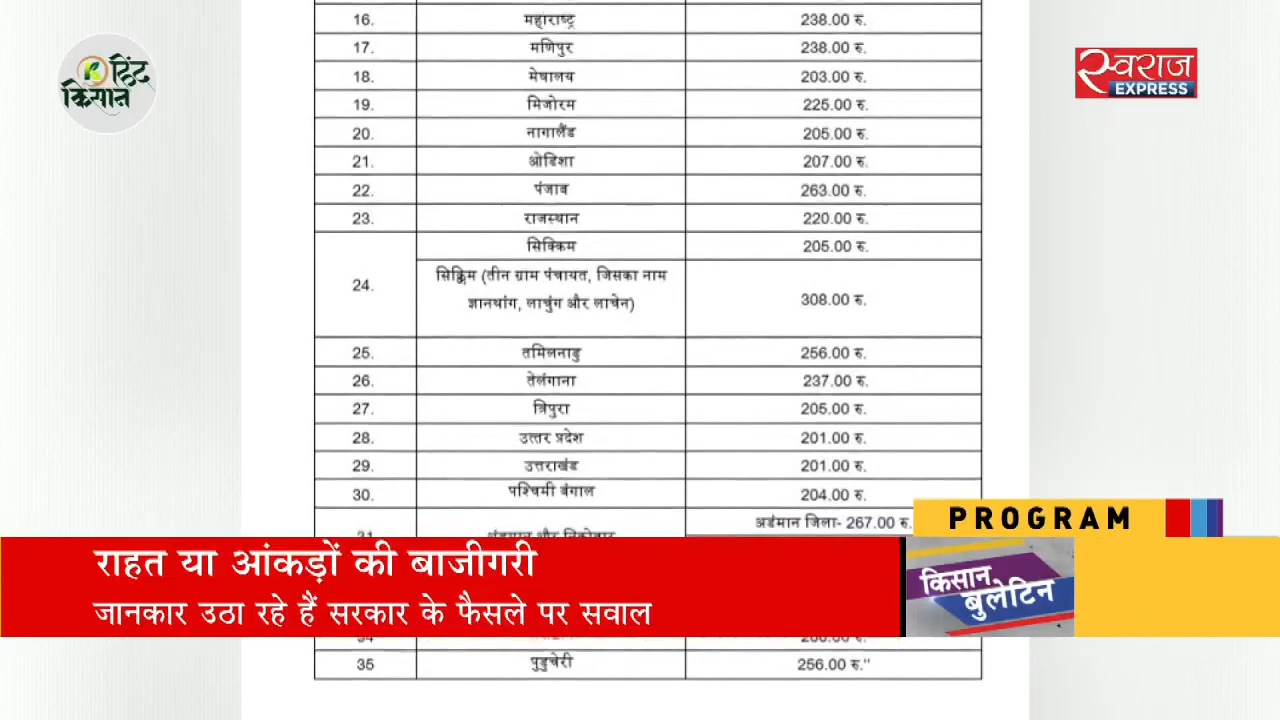 16. महाराष्ट्र 238.00 रु.
हिंद
किसान
स्वराज
EXPRESS
17. मणिपुर 238.00 रु.
18. मेघालय 203.00 रु.
19. मिजोरम 225.00 रु.
20. नागालैंड 205.00 रु.
21. ओडिशा 207.00 रु.
22. पंजाब 263.00 रु.
23. राजस्थान 220.00 रु.
24. सिक्किम 205.00 रु.
सिक्किम (तीन ग्राम पंचायत, जिसका नाम
ज्ञानथांग, लाचुंग और लाचेन) 308.00 रु.
25. तमिलनाडु 256.00 रु.
26. तेलंगाना 237.00 रु.
27. त्रिपुरा 205.00 रु.
28. उत्तर प्रदेश 201.00 रु.
29. उत्तराखंड 201.00 रु.
30. पश्चिमी बंगाल 204.00 रु.
अडंमान जिला- 267.00 रु.
PROGRAM
राहत या आंकड़ों की बाजीगरी
जानकार उठा रहे हैं सरकार के फैसले पर सवाल
किसान
बुलेटिन
35 पुडुचेरी 256.00 रु."